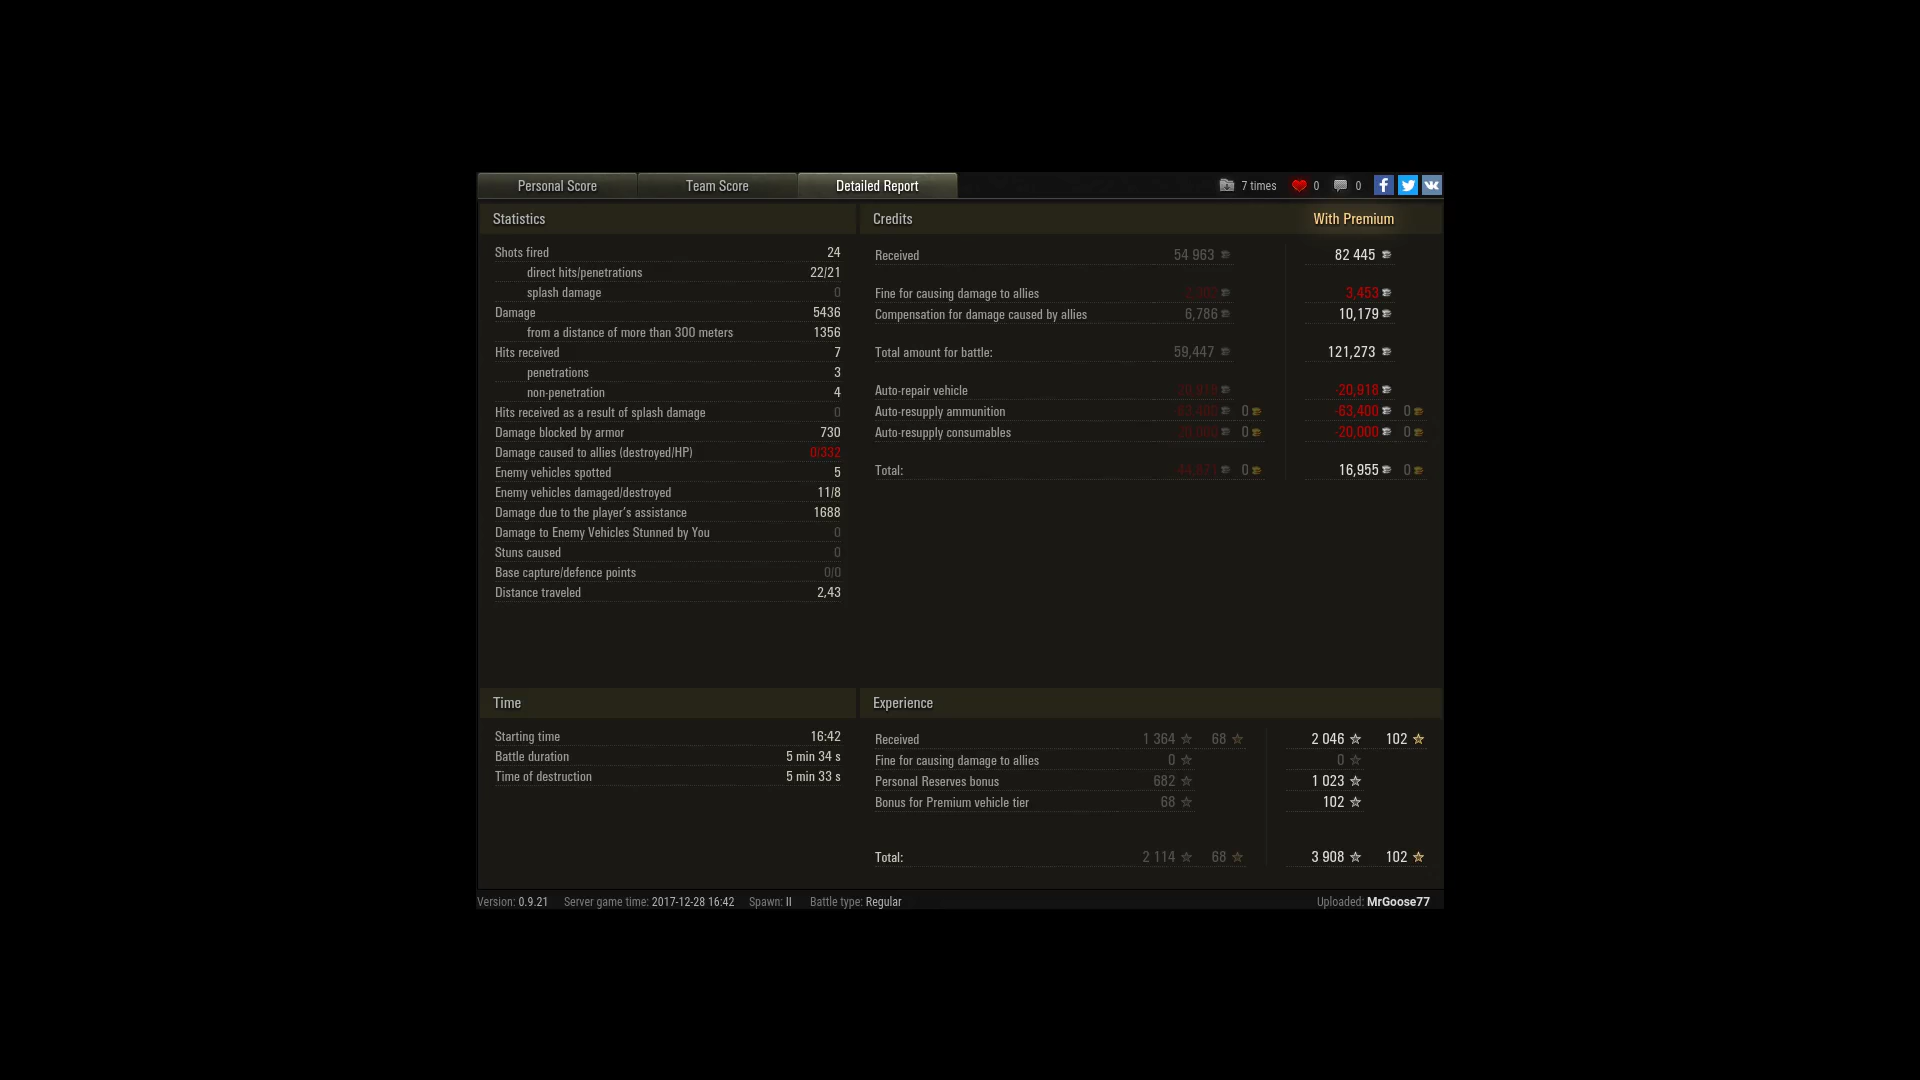 Personal Score Team Score Detailed Report 7 times 0 0
Statistics
Shots fired 24
direct hits/penetrations 22/21
splash damage 0
Damage 5436
from a distance of more than 300 meters 1356
Hits received 7
penetrations 3
non-penetration 4
Hits received as a result of splash damage 0
Damage blocked by armor 730
Damage caused to allies (destroyed/HP) 0/332
Enemy vehicles spotted 5
Enemy vehicles damaged/destroyed 11/8
Damage due to the player's assistance 1688
Damage to Enemy Vehicles Stunned by You 0
Stuns caused 0
Base capture/defence points 0/0
Distance traveled 2,43
Credits With Premium
Received 54 963 82 445
Fine for causing damage to allies 3,453
Compensation for damage caused by allies 6,786 10,179
Total amount for battle: 59,447 121,273
Auto-repair vehicle -20,918
Auto-resupply ammunition -63,400 0 -63,400 0
Auto-resupply consumables -20,000 0 -20,000 0
Total: -44,871 0 16,955 0
Time
Starting time 16:42
Battle duration 5 min 34 s
Time of destruction 5 min 33 s
Experience
Received 1 364 68 2 046 102
Fine for causing damage to allies 0 0
Personal Reserves bonus 682 1 023
Bonus for Premium vehicle tier 68 102
Total: 2 114 68 3 908 102
Version: 0.9.21 Server game time: 2017-12-28 16:42 Spawn: II Battle type: Regular Uploaded: MrGoose77